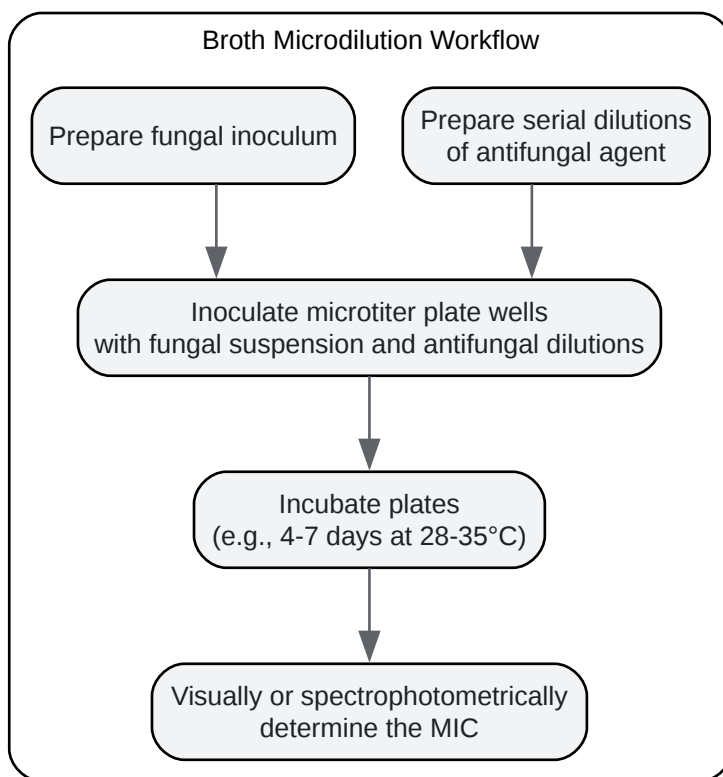 Broth Microdilution Workflow
Prepare fungal inoculum
Prepare serial dilutions
of antifungal agent
Inoculate microtiter plate wells
with fungal suspension and antifungal dilutions
Incubate plates
(e.g., 4-7 days at 28-35°C)
Visually or spectrophotometrically
determine the MIC